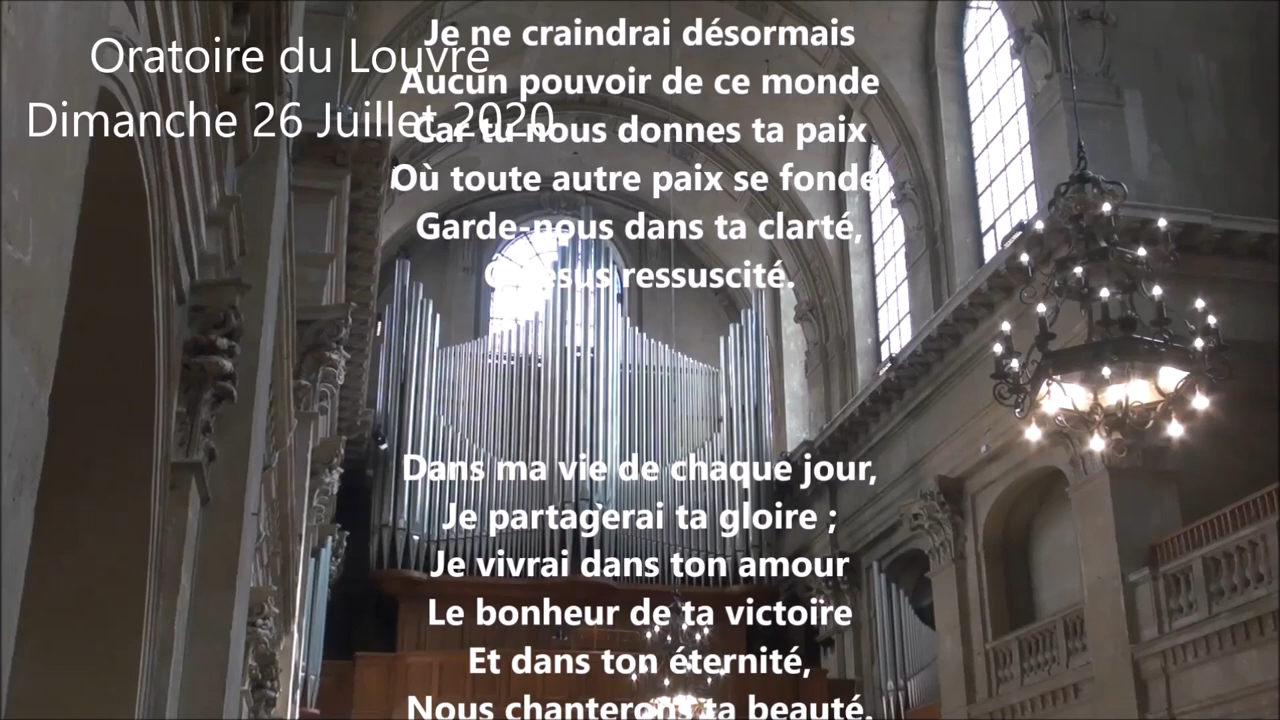 Oratoire du Louvre
Dimanche 26 Juillet 2020
Je ne craindrai désormais
Aucun pouvoir de ce monde
Car tu nous donnes ta paix
Où toute autre paix se fonde,
Garde-nous dans ta clarté,
Ô Jésus ressuscité.
Dans ma vie de chaque jour,
Je partagerai ta gloire ;
Je vivrai dans ton amour
Le bonheur de ta victoire
Et dans ton éternité,
Nous chanterons ta beauté.